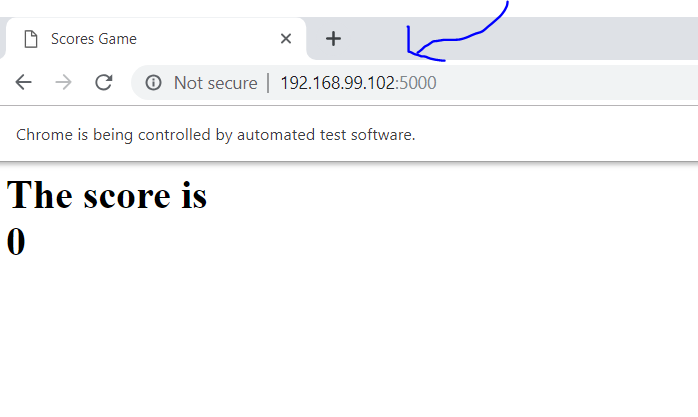 Scores Game
Not secure | 192.168.99.102:5000
Chrome is being controlled by automated test software.
The score is
0